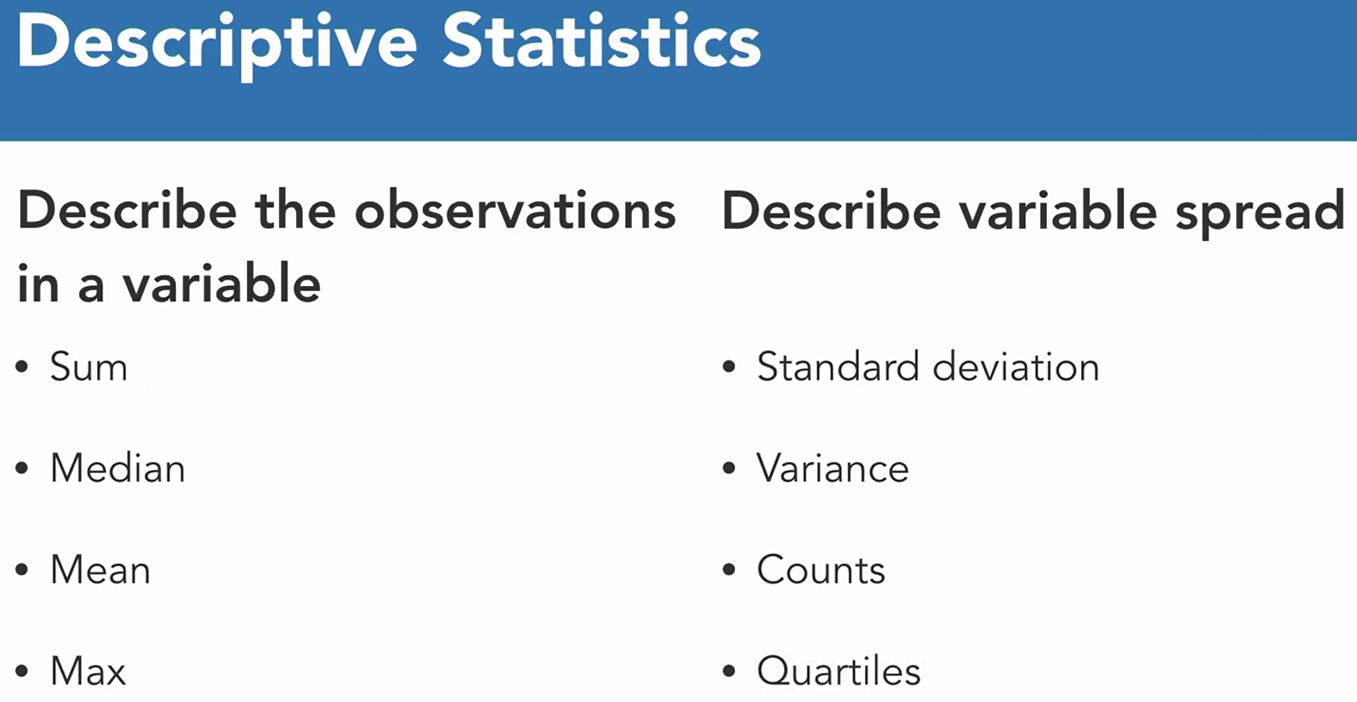 Descriptive Statistics
Describe the observations
in a variable
• Sum
• Median
• Mean
• Max
Describe variable spread
• Standard deviation
• Variance
• Counts
• Quartiles